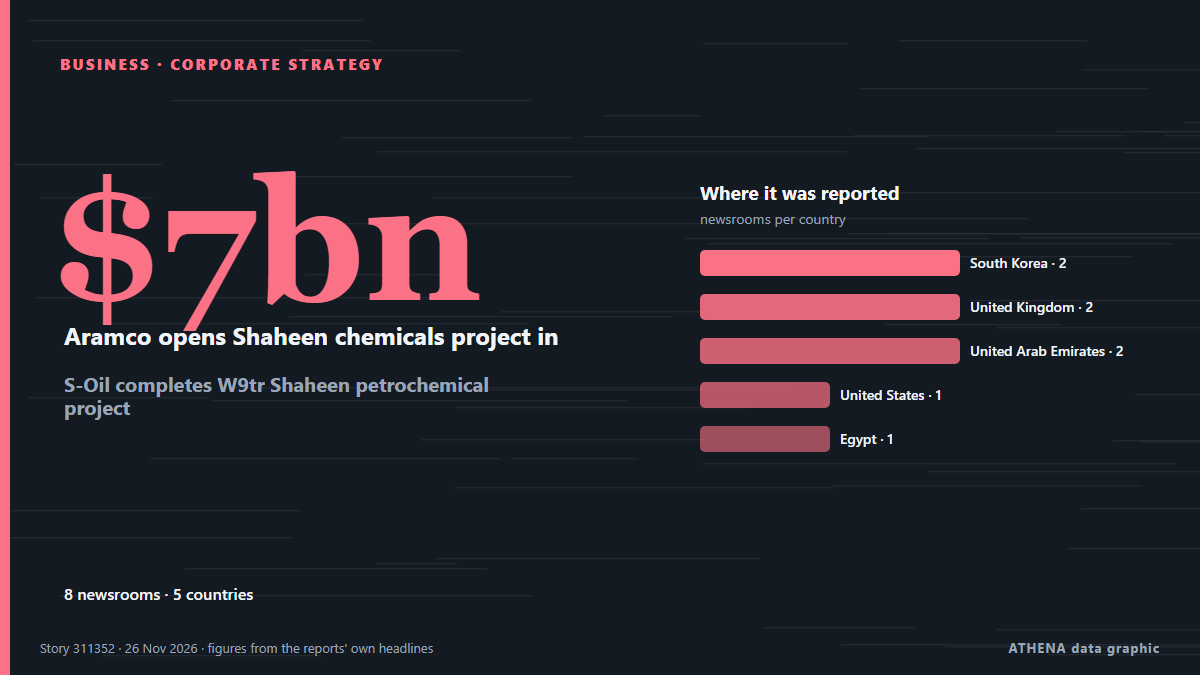 BUSINESS · CORPORATE STRATEGY
$7bn
Aramco opens Shaheen chemicals project in
S-Oil completes W9tr Shaheen petrochemical
project
Where it was reported
newsrooms per country
South Korea · 2
United Kingdom · 2
United Arab Emirates · 2
United States · 1
Egypt · 1
8 newsrooms · 5 countries
Story 311352 · 26 Nov 2026 · figures from the reports' own headlines
ATHENA data graphic